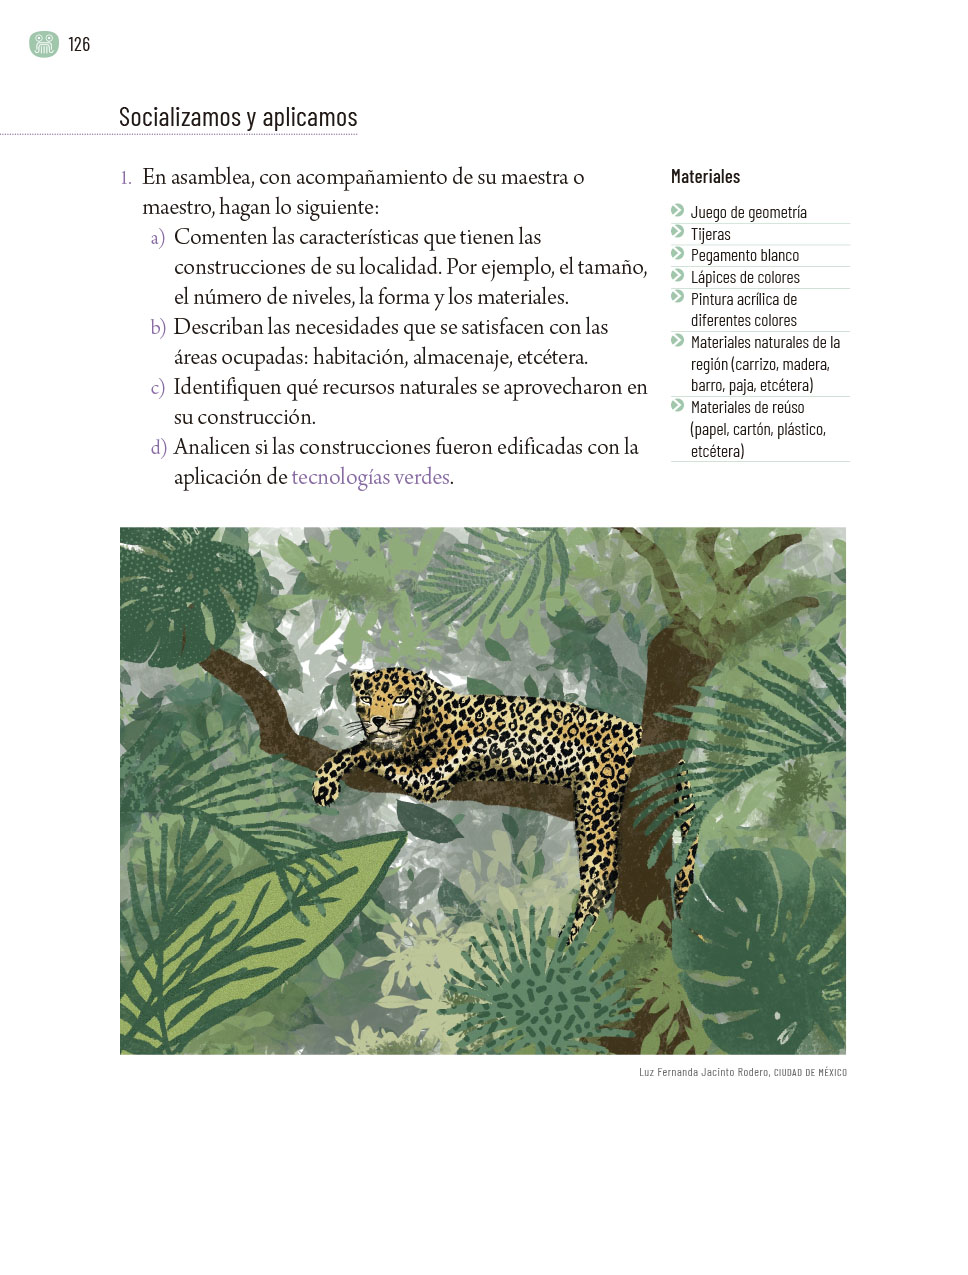 126
Socializamos y aplicamos
1. En asamblea, con acompañamiento de su maestra o
maestro, hagan lo siguiente:
a) Comenten las características que tienen las
construcciones de su localidad. Por ejemplo, el tamaño,
el número de niveles, la forma y los materiales.
b) Describan las necesidades que se satisfacen con las
áreas ocupadas: habitación, almacenaje, etcétera.
c) Identifiquen qué recursos naturales se aprovecharon en
su construcción.
d) Analicen si las construcciones fueron edificadas con la
aplicación de tecnologías verdes.
Materiales
Juego de geometría
Tijeras
Pegamento blanco
Lápices de colores
Pintura acrílica de
diferentes colores
Materiales naturales de la
región (carrizo, madera,
barro, paja, etcétera)
Materiales de reúso
(papel, cartón, plástico,
etcétera)
Luz Fernanda Jacinto Rodero, CIUDAD DE MÉXICO